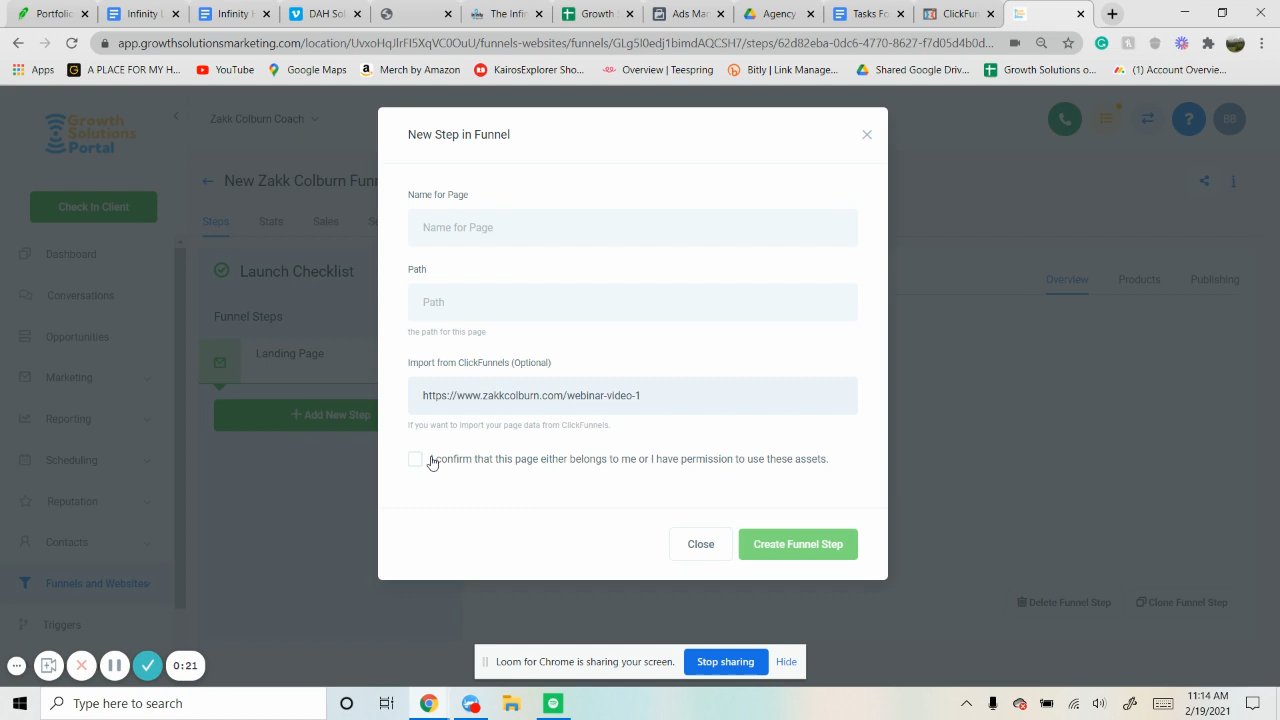 Portfolio
Infinity
Infinity H
DAH So
The Infin
Growth
Ads Mar
Agency
Tasks Fo
ClickFun
app.growthsolutionsmarketing.com/location/UvxoHqIlFl5XqVC0OuU/funnels-websites/funnels/GLg5l0edj1bimdAQCSH7/steps/62d82eba-0dc6-4770-8627-f7d05d4b0d...
Apps
A PLACE FOR MY H...
YouTube
Google Maps
Merch by Amazon
KairosExplorer Sho...
Overview | Teespring
Bitly | Link Manage...
Shared Google Driv...
Growth Solutions o...
(1) Account Overvie...
Growth Solutions Portal
Zakk Colburn Coach
BB
Check In Client
Dashboard
Conversations
Opportunities
Marketing
Reporting
Scheduling
Reputation
Contacts
Funnels and Websites
Triggers
New Zakk Colburn Fun
Steps
Stats
Sales
Se
Launch Checklist
Funnel Steps
Landing Page
+ Add New Step
Overview
Products
Publishing
Delete Funnel Step
Clone Funnel Step
New Step in Funnel
Name for Page
Name for Page
Path
Path
the path for this page
Import from ClickFunnels (Optional)
https://www.zakkcolburn.com/webinar-video-1
If you want to import your page data from ClickFunnels.
I confirm that this page either belongs to me or I have permission to use these assets.
Close
Create Funnel Step
0:21
Loom for Chrome is sharing your screen.
Stop sharing
Hide
Type here to search
11:14 AM
2/19/2021